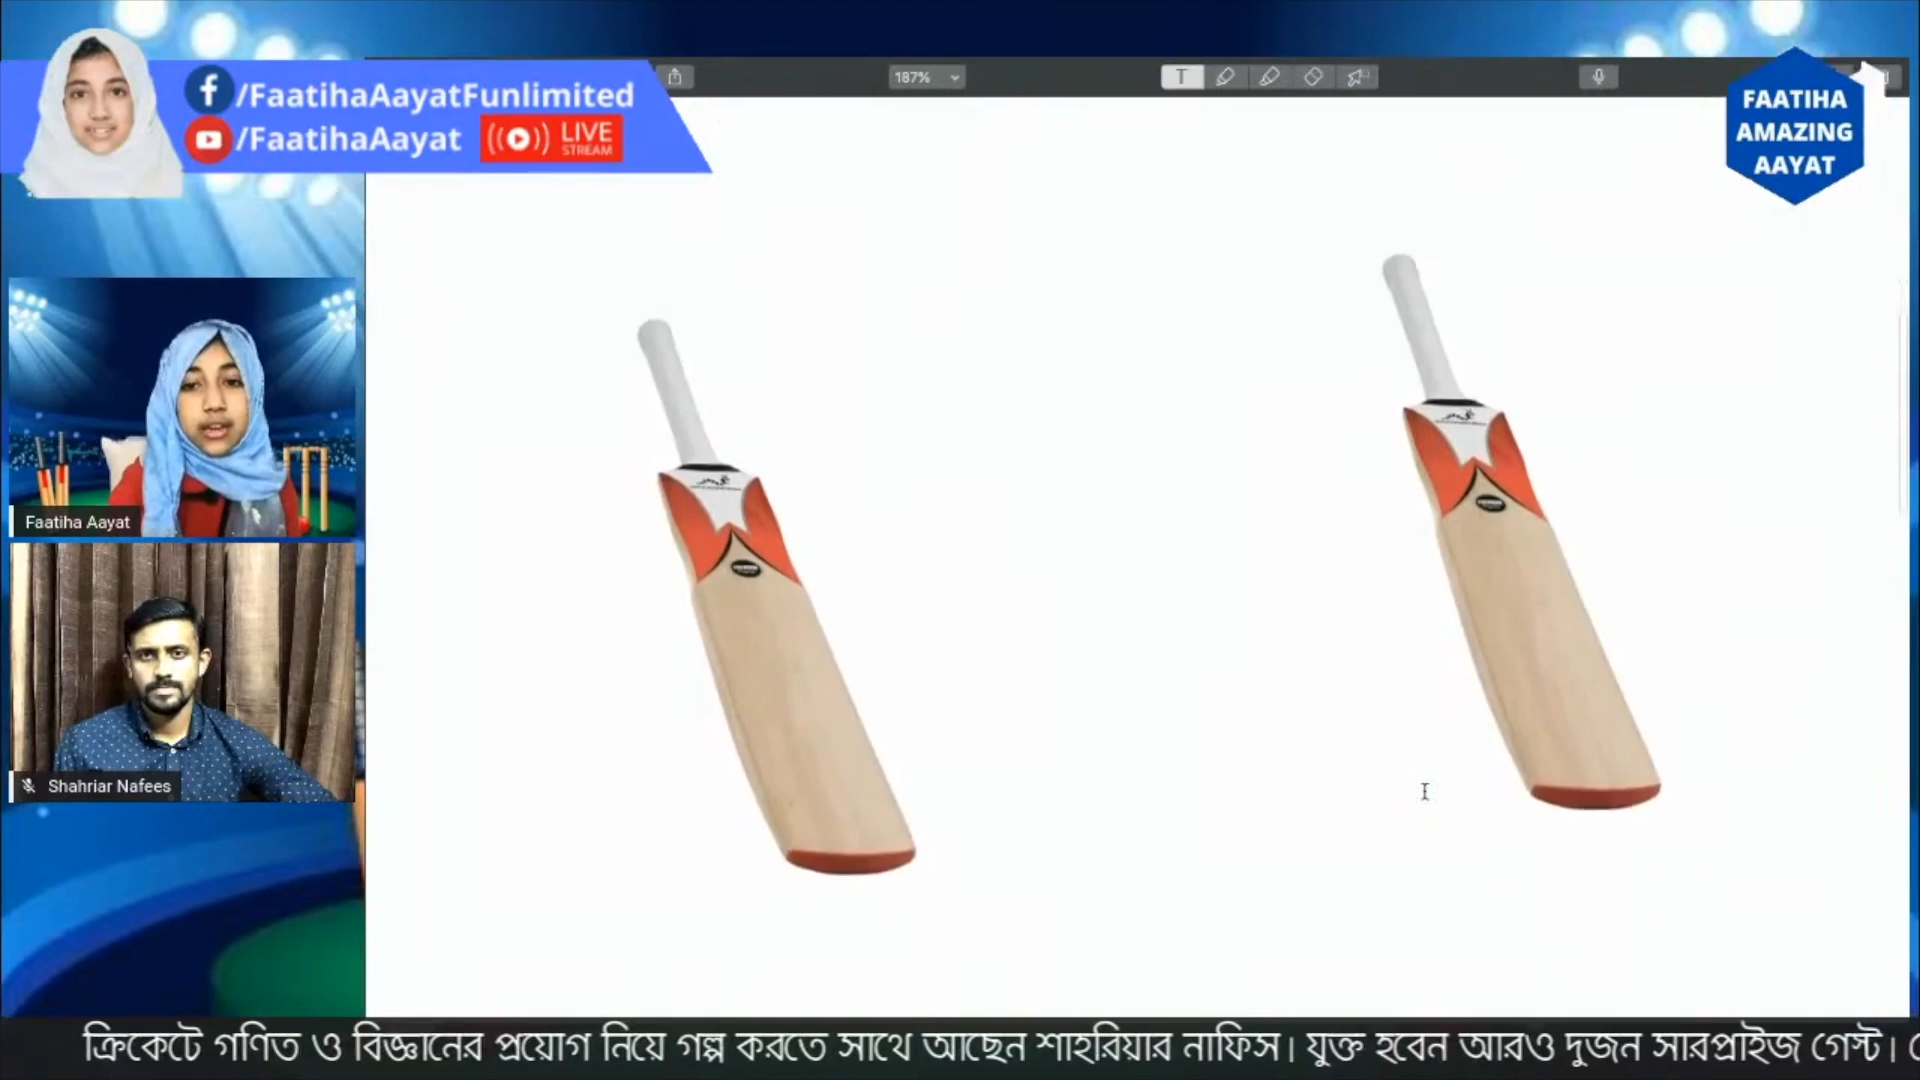 /FaatihaAayatFunlimited
/FaatihaAayat
LIVE
STREAM
187%
T
FAATIHA
AMAZING
AAYAT
Faatiha Aayat
Shahriar Nafees
ক্রিকেটে গণিত ও বিজ্ঞানের প্রয়োগ নিয়ে গল্প করতে সাথে আছেন শাহরিয়ার নাফিস। যুক্ত হবেন আরও দুজন সারপ্রাইজ গেস্ট।